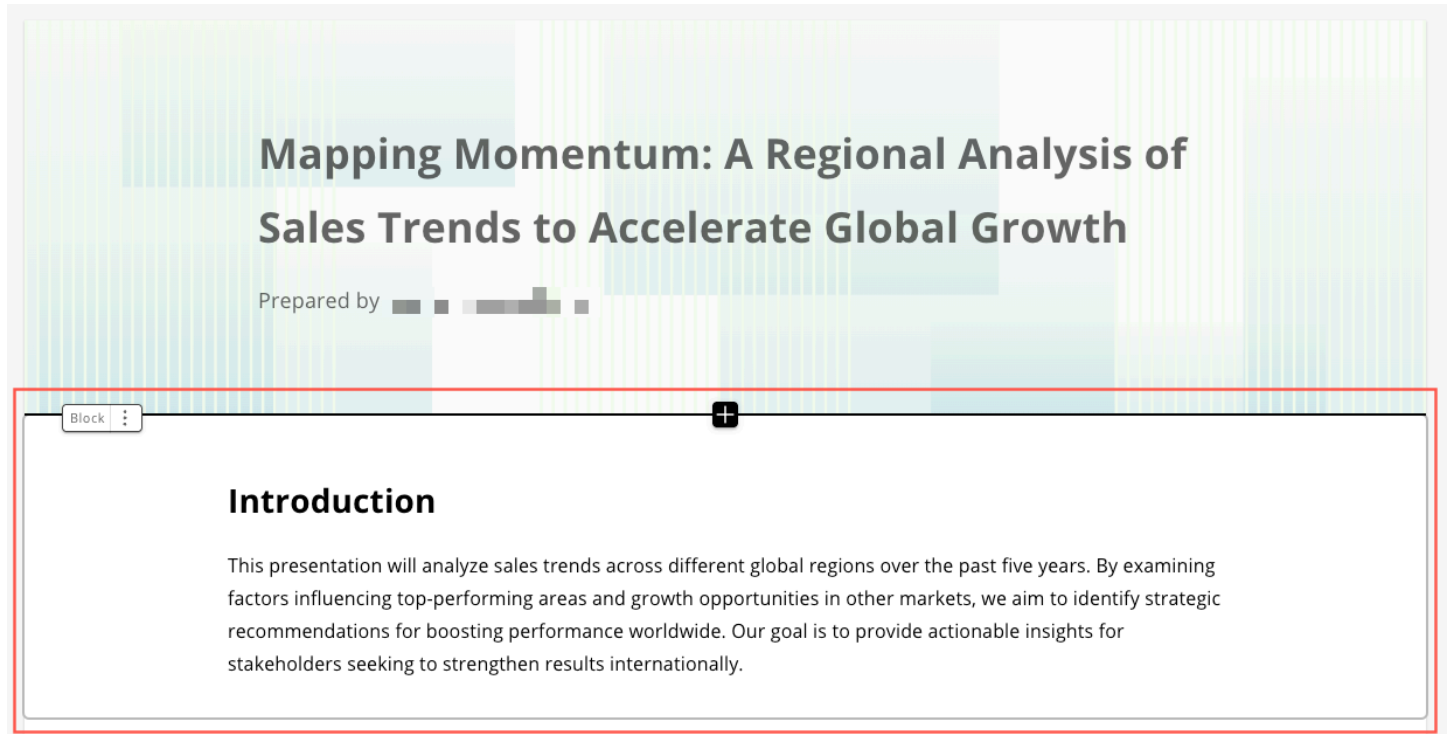 Mapping Momentum: A Regional Analysis of
Sales Trends to Accelerate Global Growth
Prepared by
Block
Introduction
This presentation will analyze sales trends across different global regions over the past five years. By examining
factors influencing top-performing areas and growth opportunities in other markets, we aim to identify strategic
recommendations for boosting performance worldwide. Our goal is to provide actionable insights for
stakeholders seeking to strengthen results internationally.